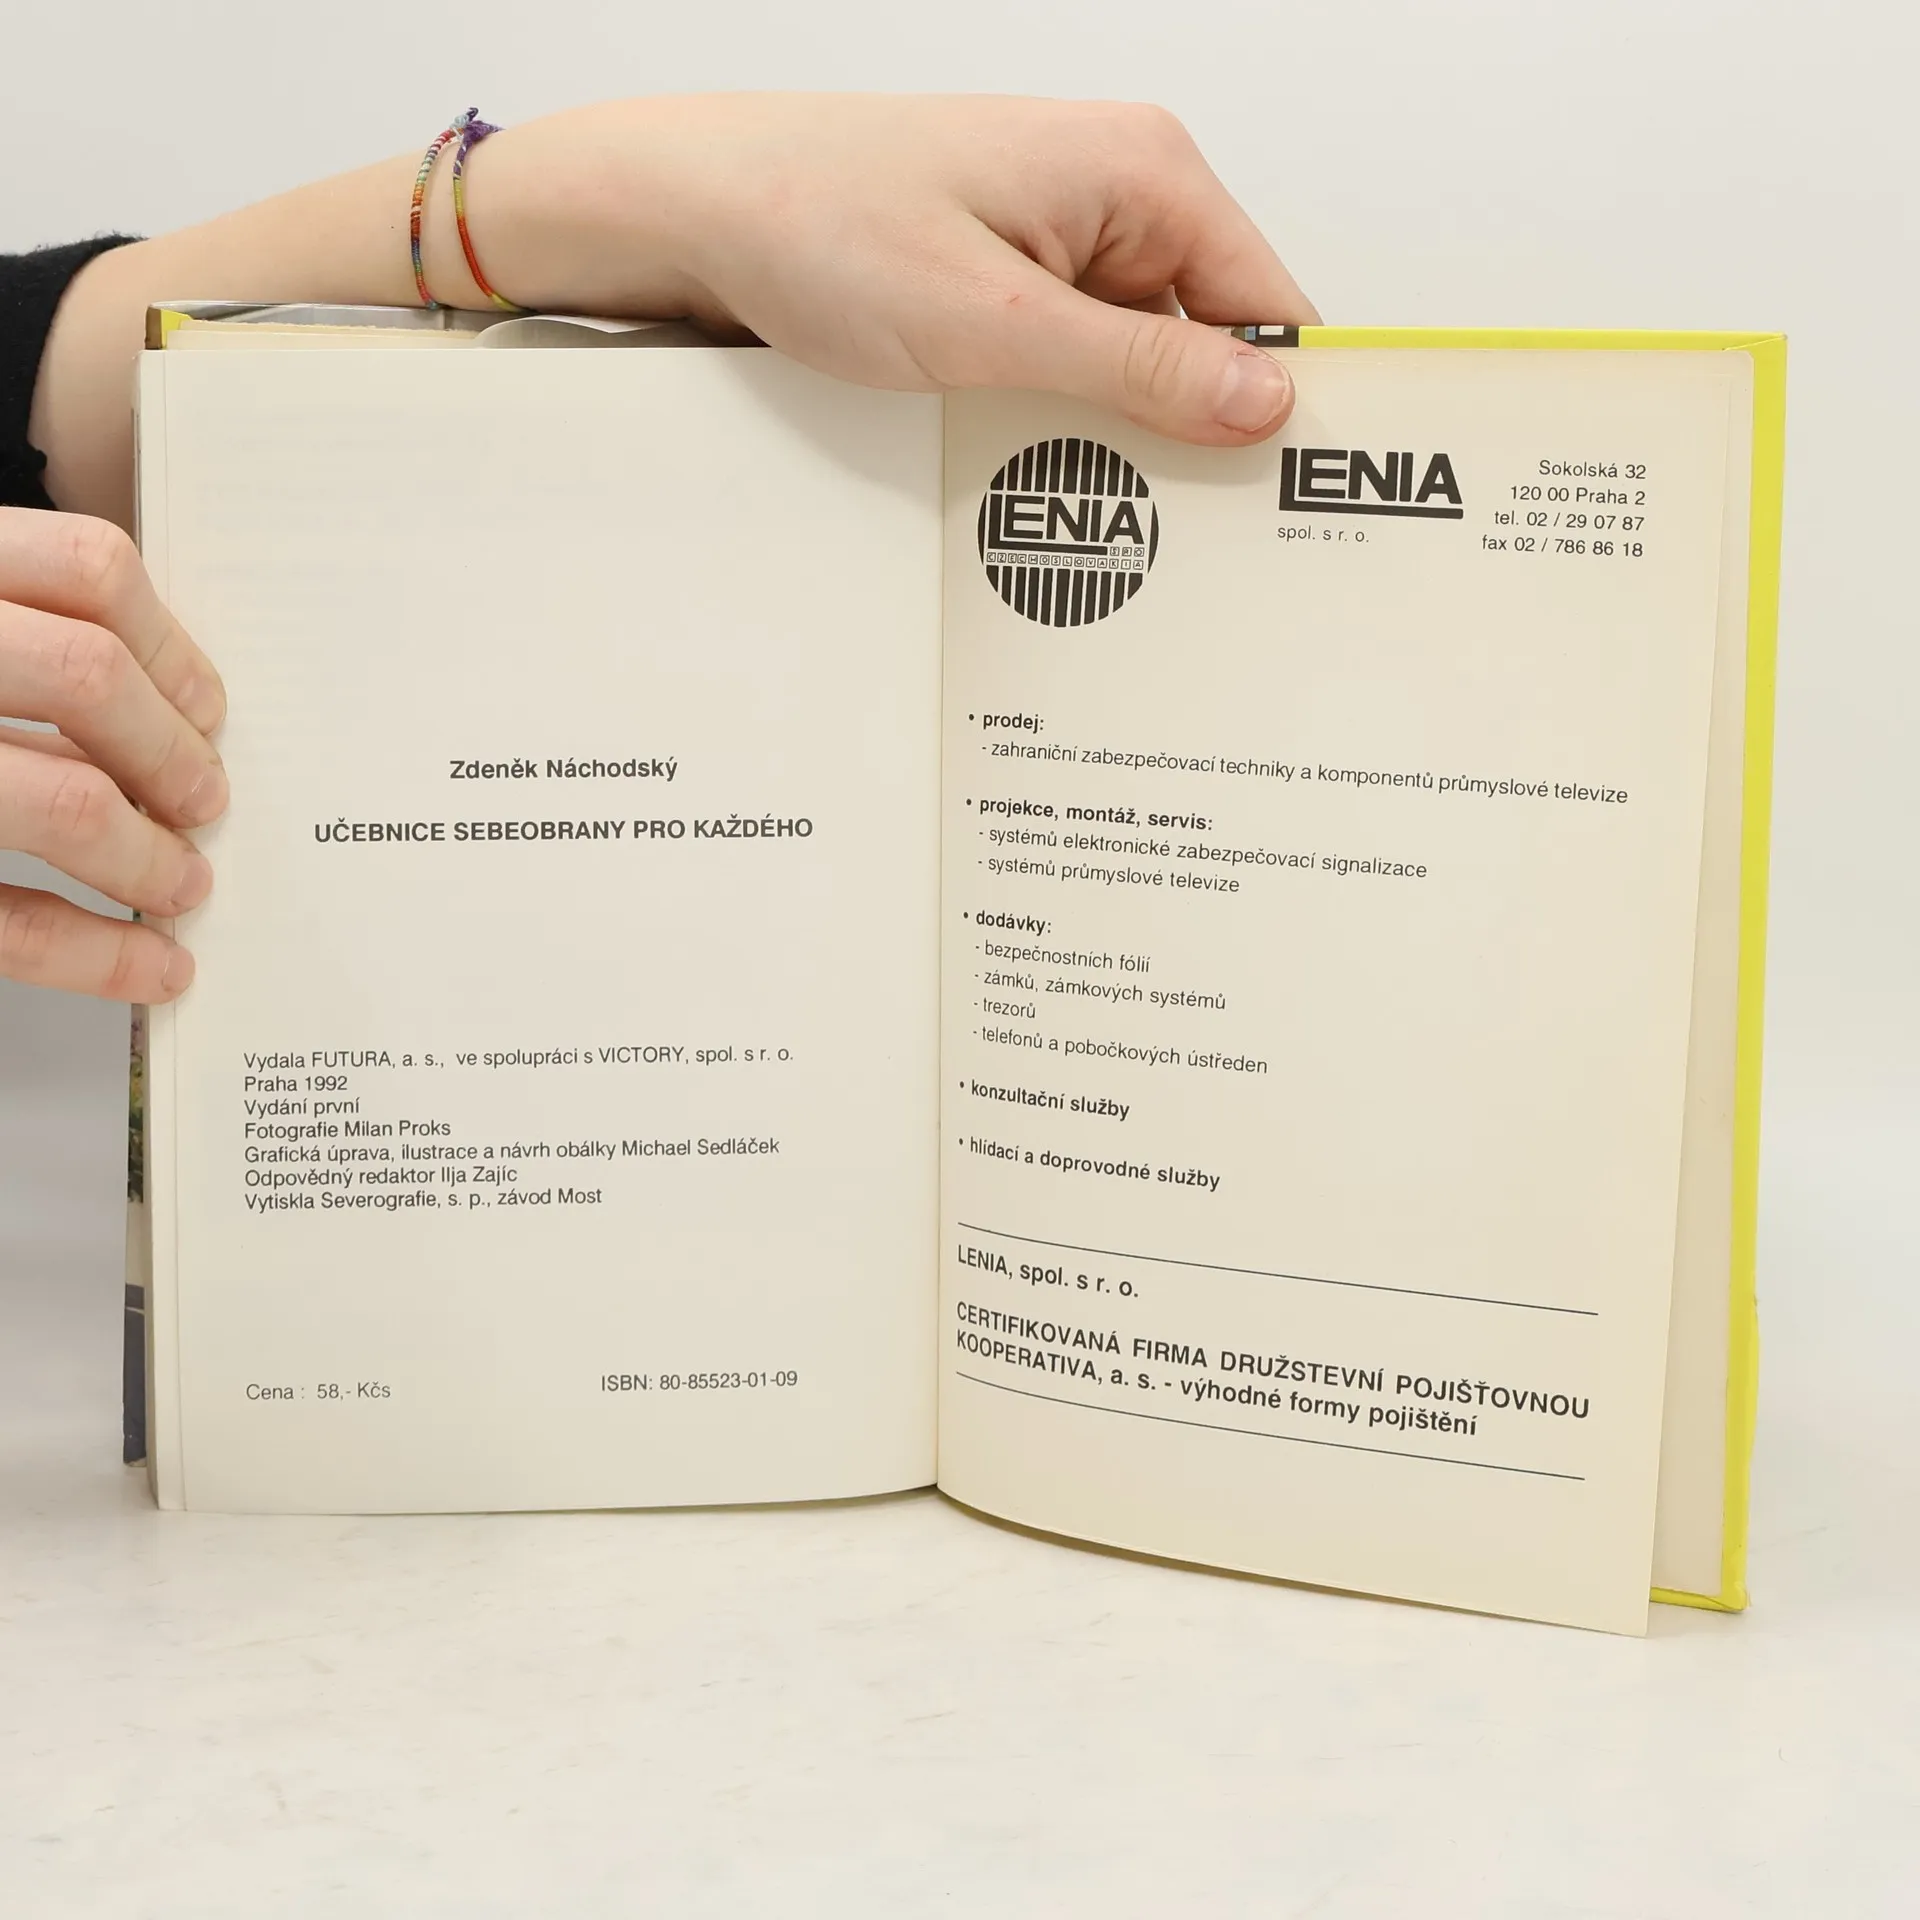 Zdeněk Náchodský
UČEBNICE SEBEOBRANY PRO KAŽDÉHO
Vydala FUTURA, a. s., ve spolupráci s VICTORY, spol. s r. o.
Praha 1992
Vydání první
Fotografie Milan Proks
Grafická úprava, ilustrace a návrh obálky Michael Sedláček
Odpovědný redaktor Ilja Zajíc
Vytiskla Severografie, s. p., závod Most
Cena : 58,- Kčs
ISBN: 80-85523-01-09
LENIA
SRO
CZECHOSLOVAKIA
LENIA
spol. s r. o.
Sokolská 32
120 00 Praha 2
tel. 02 / 29 07 87
fax 02 / 786 86 18
• prodej:
- zahraniční zabezpečovací techniky a komponentů průmyslové televize
• projekce, montáž, servis:
- systémů elektronické zabezpečovací signalizace
- systémů průmyslové televize
• dodávky:
- bezpečnostních fólií
- zámků, zámkových systémů
- trezorů
- telefonů a pobočkových ústředen
• konzultační služby
• hlídací a doprovodné služby
LENIA, spol. s r. o.
CERTIFIKOVANÁ FIRMA DRUŽSTEVNÍ POJIŠŤOVNOU
KOOPERATIVA, a. s. - výhodné formy pojištění